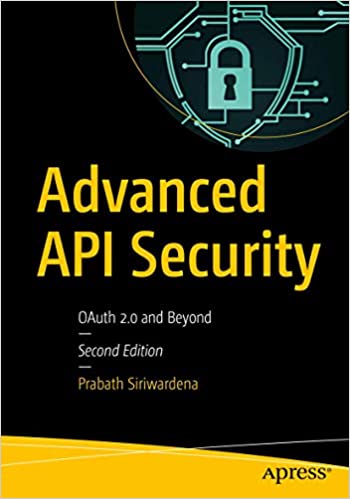 Advanced
API Security
OAuth 2.0 and Beyond
—
Second Edition
—
Prabath Siriwardena
Apress®